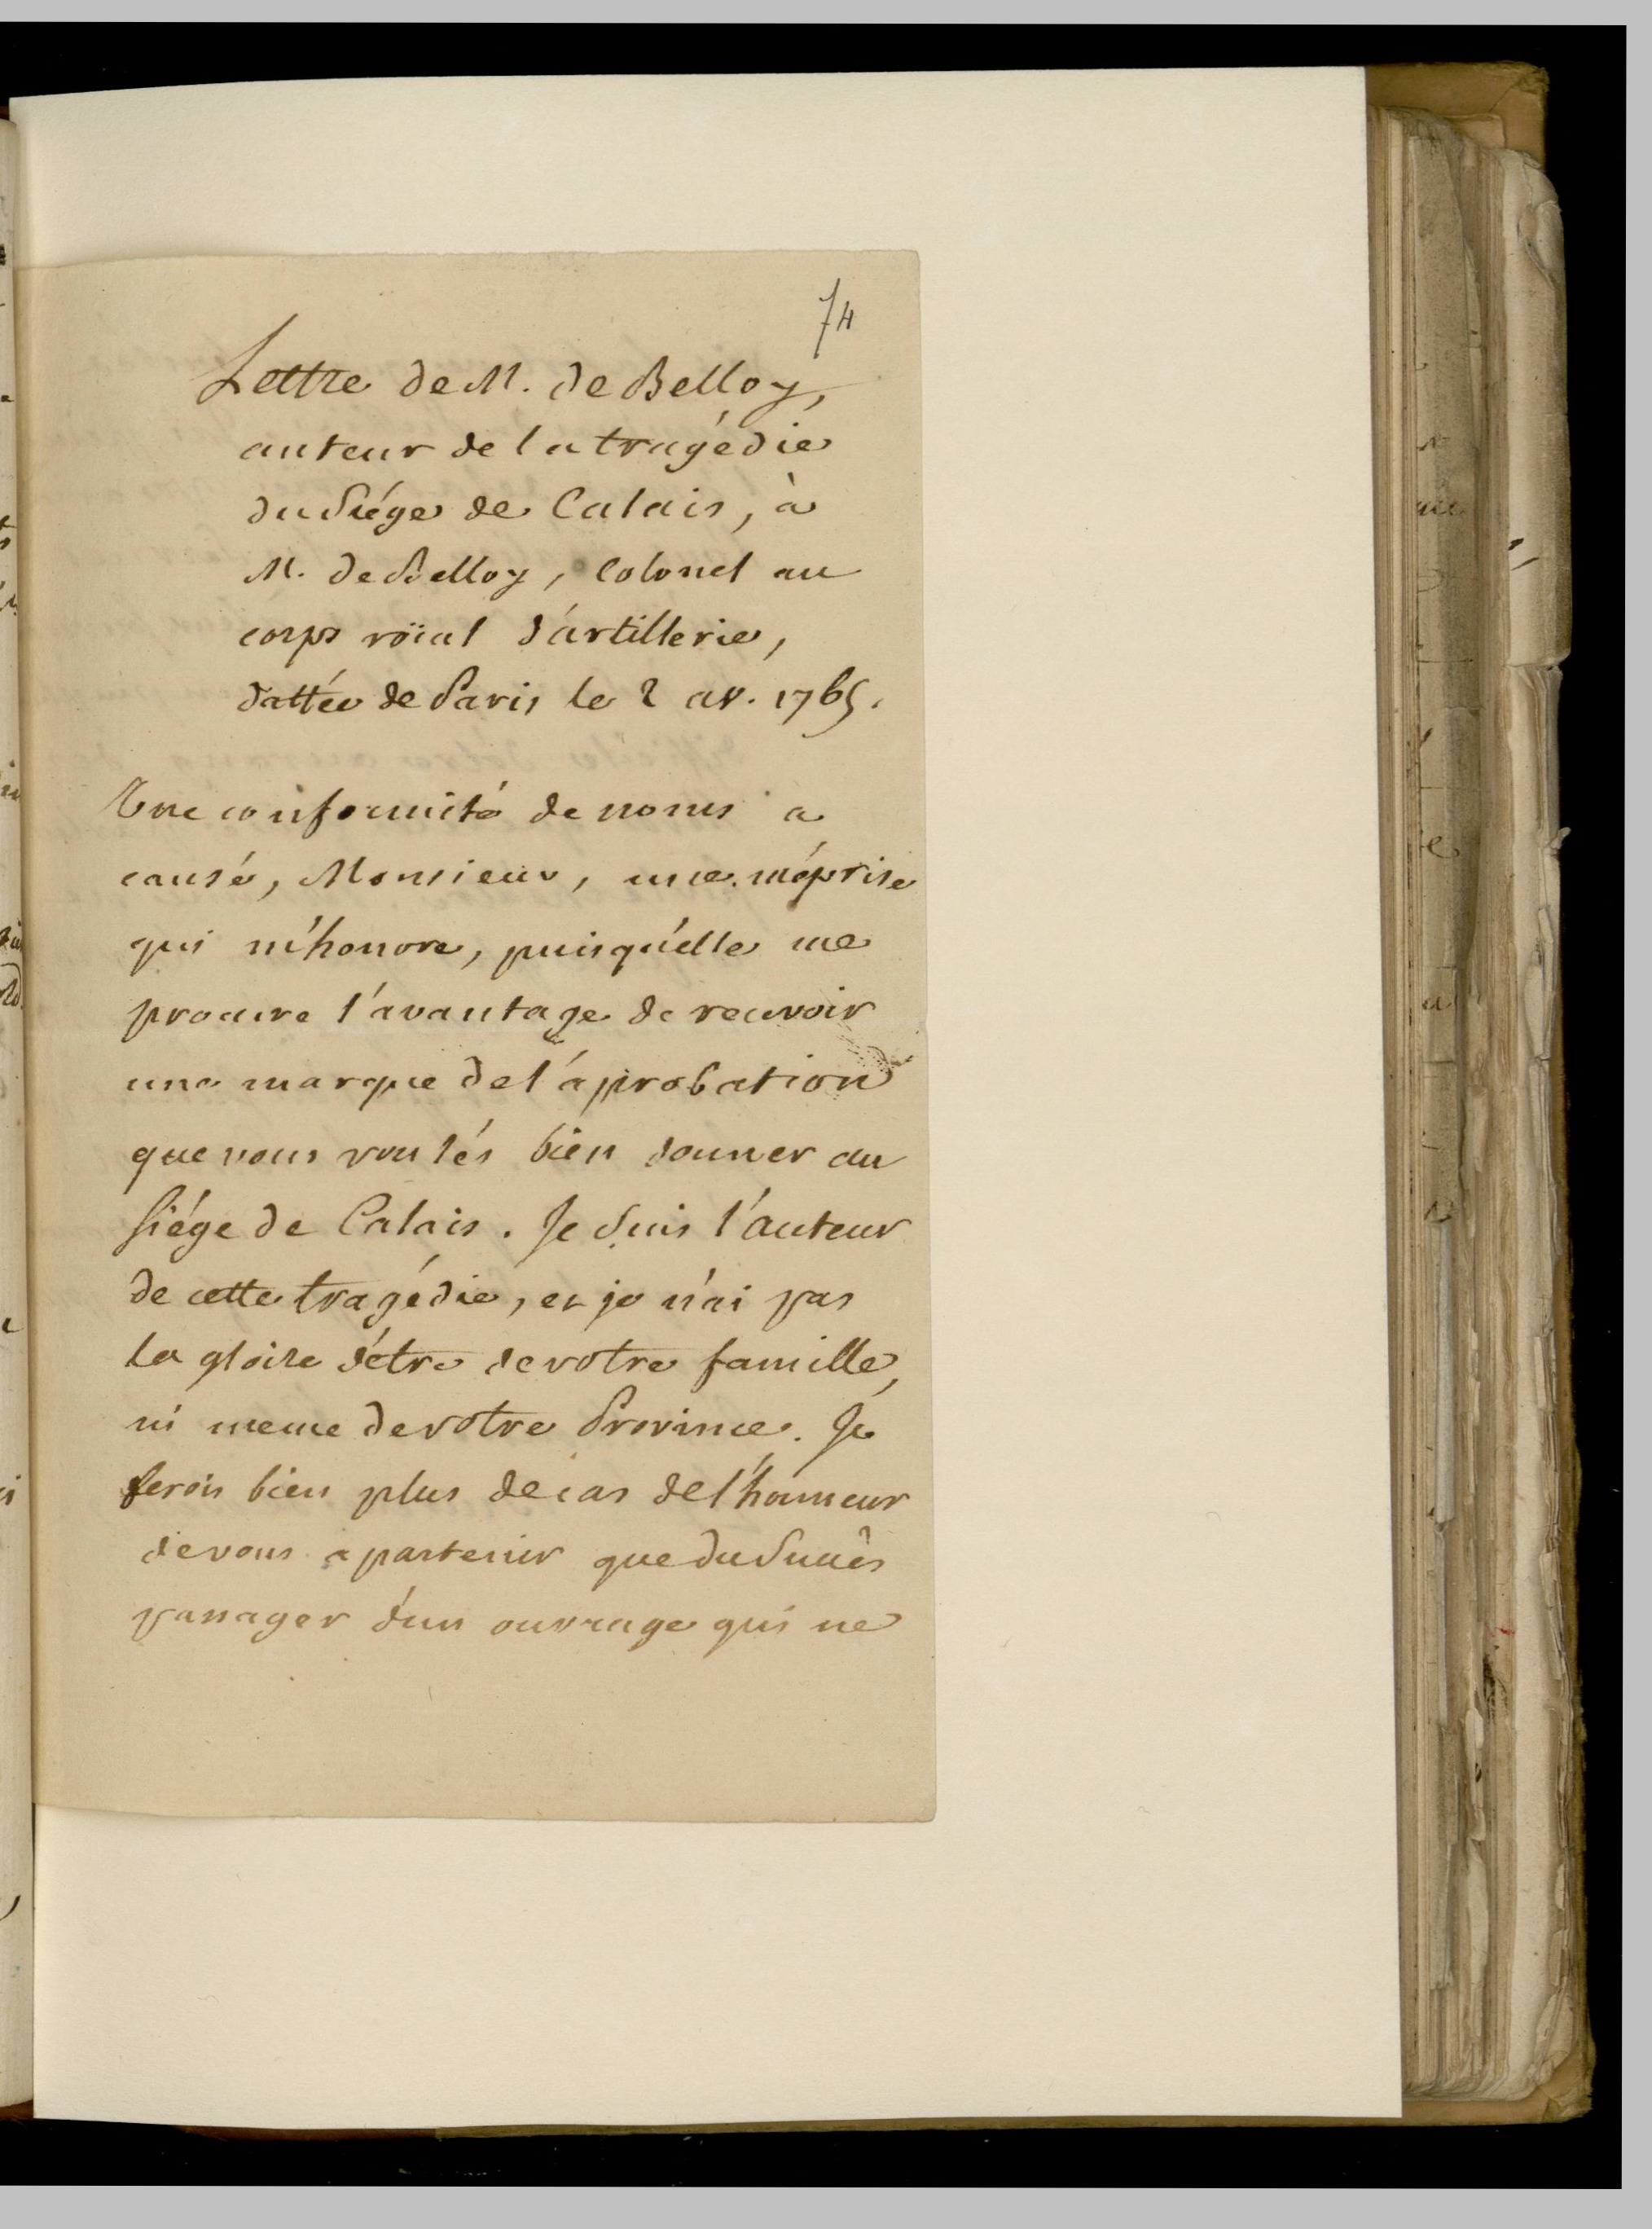 74
Lettre de M. de Belloy,
auteur de la tragédie
du Siége de Calais, à
M. de Belloy, Colonel au
corps roïal d'artillerie,
dattée de Paris le 2 av. 1765.
Une conformité de noms a
causé, Monsieur, une méprise
qui m'honore, puisqu'elle me
procure l'avantage de recevoir
une marque de l'aprobation
que vous voulés bien donner au
Siége de Calais. Je suis l'auteur
de cette tragédie, et je n'ai pas
la gloire d'être de votre famille,
ni meme de votre Province. Je
ferois bien plus de cas de l'honneur
de vous apartenir que du Succès
passager d'un ouvrage qui ne